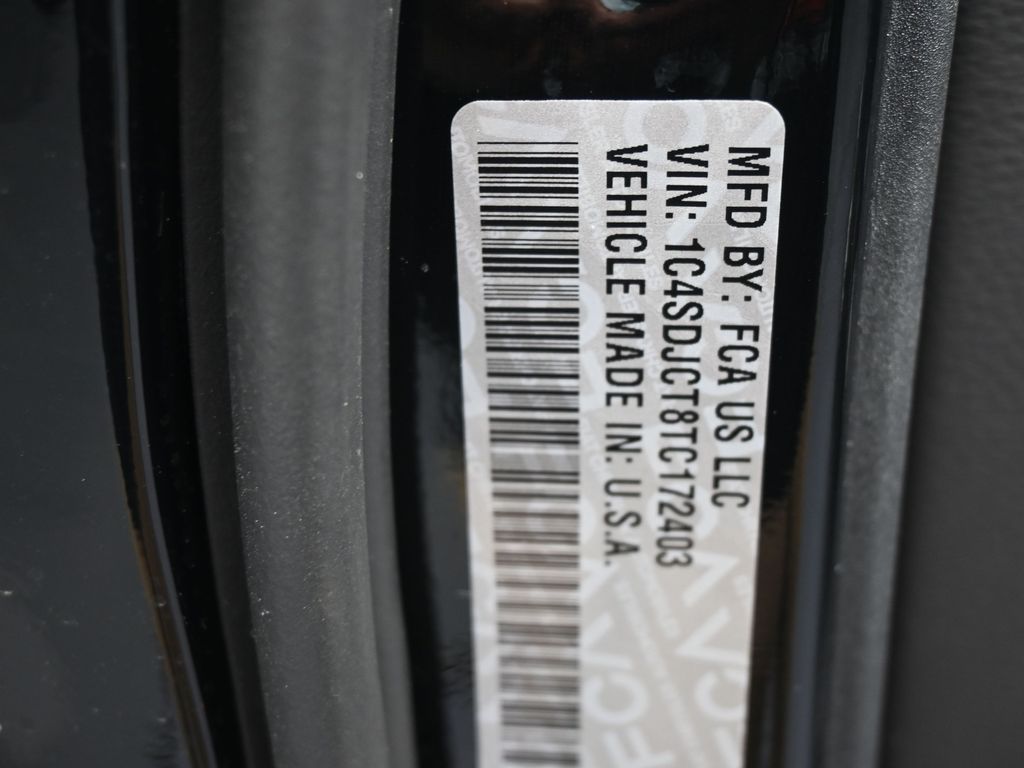 MFD BY: FCA US LLC
VIN: 1C4SDJCT8TC172403
VEHICLE MADE IN: U.S.A.